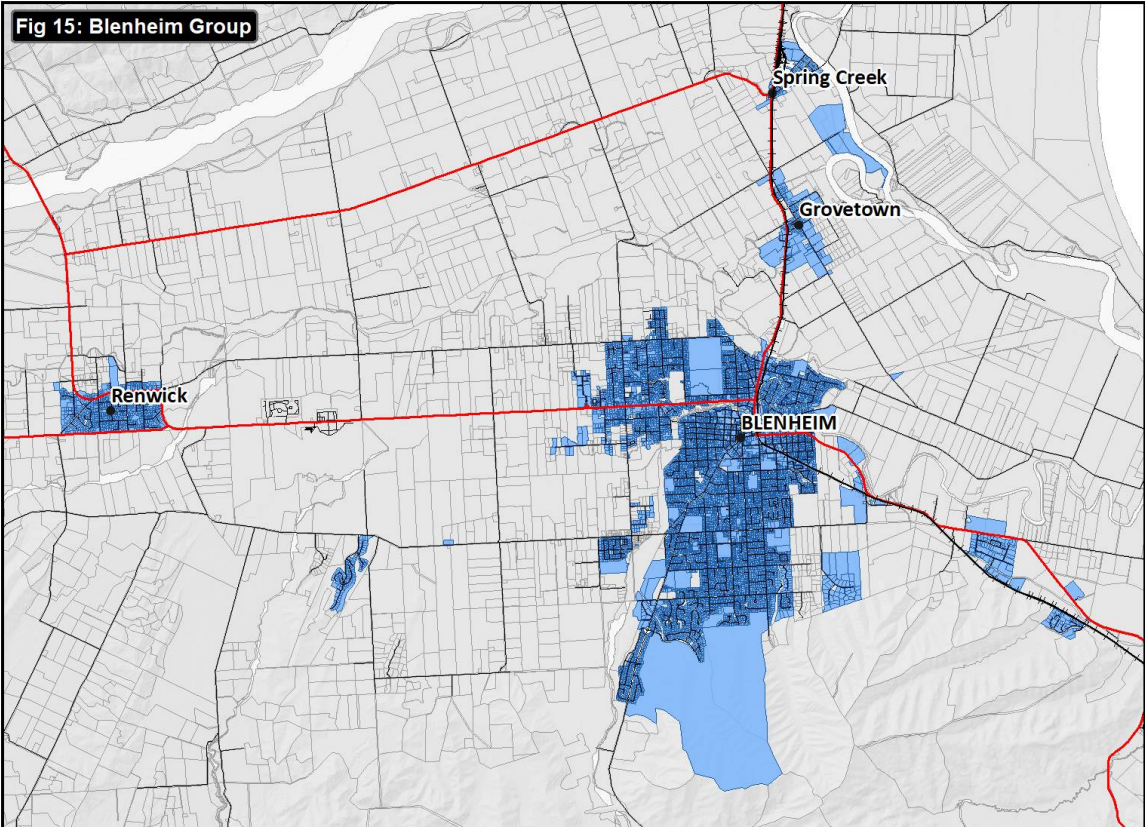 Fig 15: Blenheim Group
Spring Creek
Grovetown
Renwick
BLENHEIM